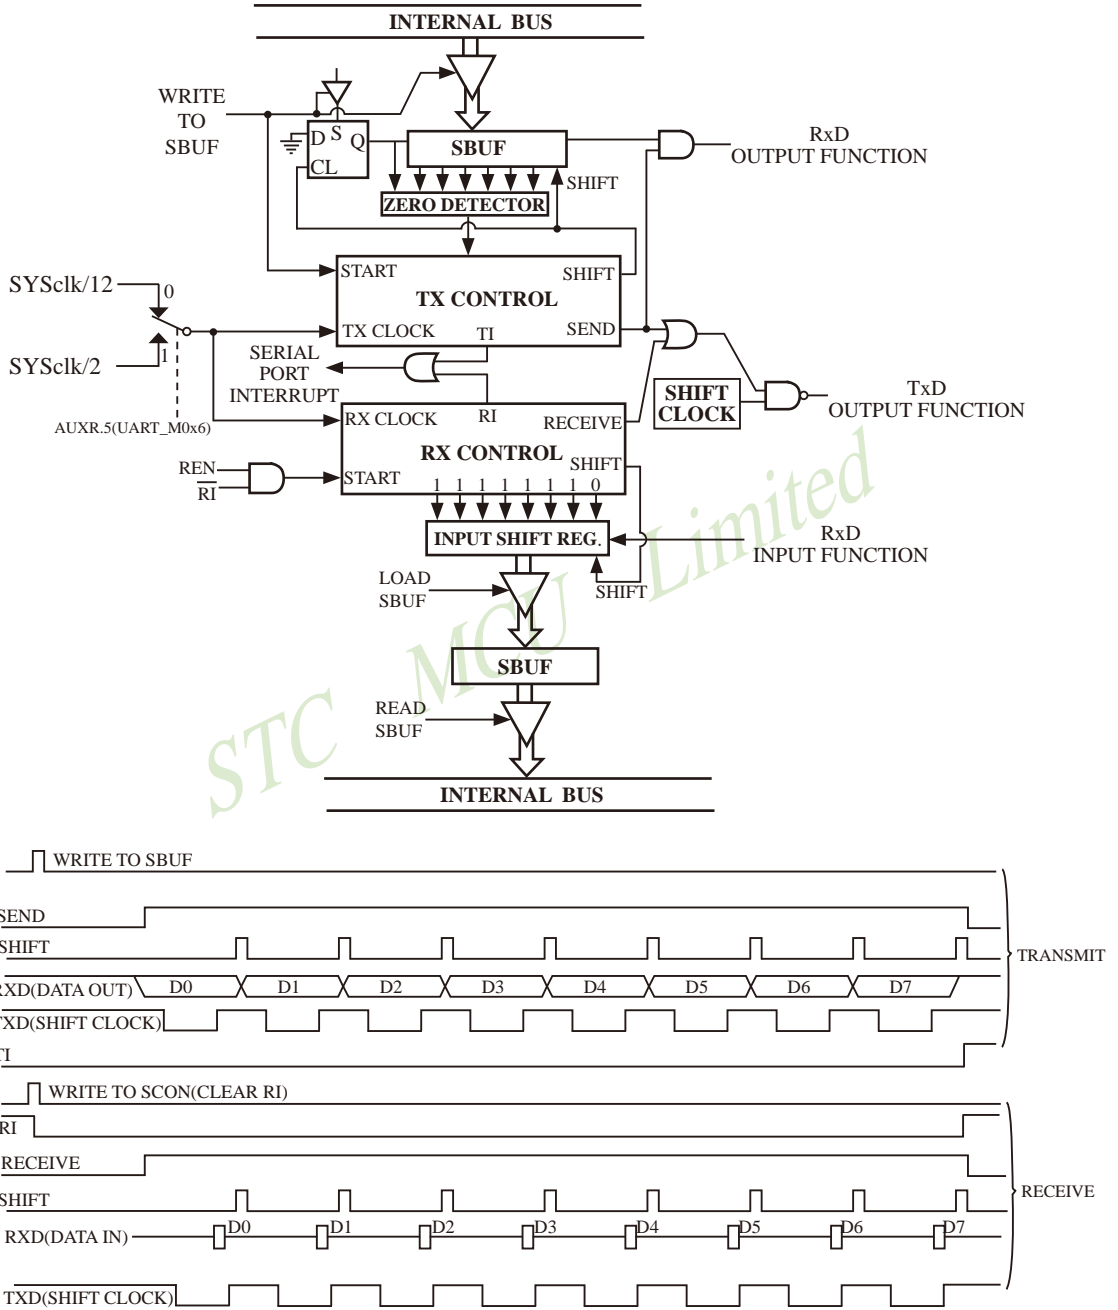 INTERNAL BUS
WRITE
TO
SBUF
D S Q
CL
SBUF
SHIFT
ZERO DETECTOR
RxD
OUTPUT FUNCTION
START
SHIFT
TX CONTROL
TX CLOCK
TI
SEND
SYSclk/12
0
SYSclk/2
1
AUXR.5(UART_M0x6)
SERIAL
PORT
INTERRUPT
SHIFT
CLOCK
TxD
OUTPUT FUNCTION
RX CLOCK
RI
RECEIVE
RX CONTROL
SHIFT
START
1 1 1 1 1 1 1 0
REN
RI
INPUT SHIFT REG.
RxD
INPUT FUNCTION
LOAD
SBUF
SHIFT
SBUF
READ
SBUF
INTERNAL BUS
STC MCU Limited
WRITE TO SBUF
SEND
SHIFT
RXD(DATA OUT) D0 D1 D2 D3 D4 D5 D6 D7
TXD(SHIFT CLOCK)
TI
TRANSMIT
WRITE TO SCON(CLEAR RI)
RI
RECEIVE
SHIFT
RXD(DATA IN) D0 D1 D2 D3 D4 D5 D6 D7
TXD(SHIFT CLOCK)
RECEIVE